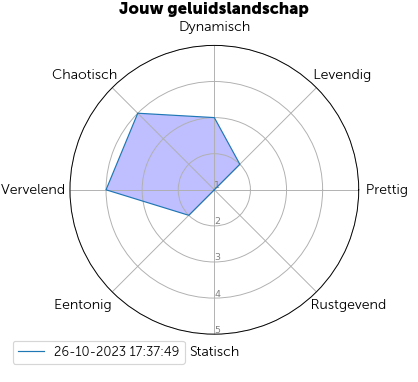 Jouw geluidslandschap
Dynamisch
Chaotisch
Levendig
Vervelend
1
Prettig
2
3
4
Eentonig
Rustgevend
5
26-10-2023 17:37:49
Statisch